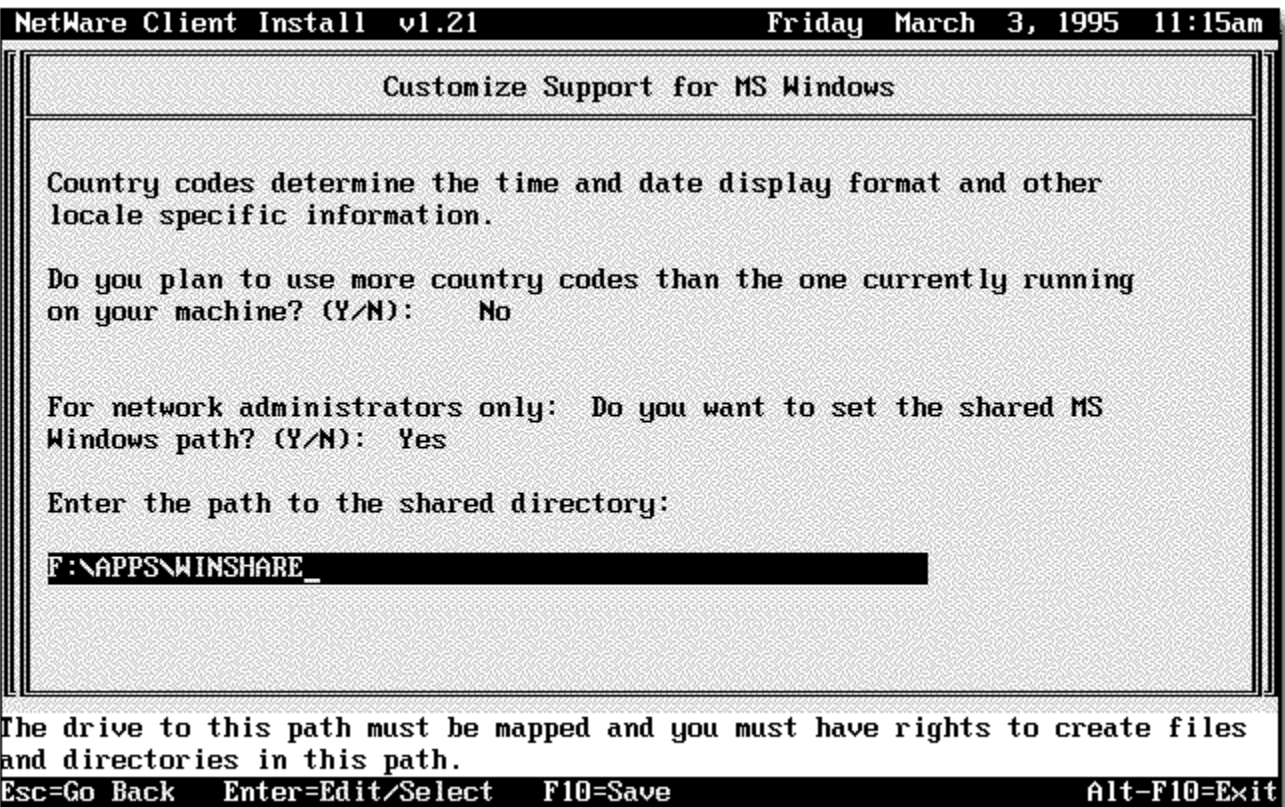 NetWare Client Install v1.21 Friday March 3, 1995 11:15am
Customize Support for MS Windows
Country codes determine the time and date display format and other
locale specific information.
Do you plan to use more country codes than the one currently running
on your machine? (Y/N): No
For network administrators only: Do you want to set the shared MS
Windows path? (Y/N): Yes
Enter the path to the shared directory:
F:\APPS\WINSHARE_
The drive to this path must be mapped and you must have rights to create files
and directories in this path.
Esc=Go Back Enter=Edit/Select F10=Save Alt-F10=Exit